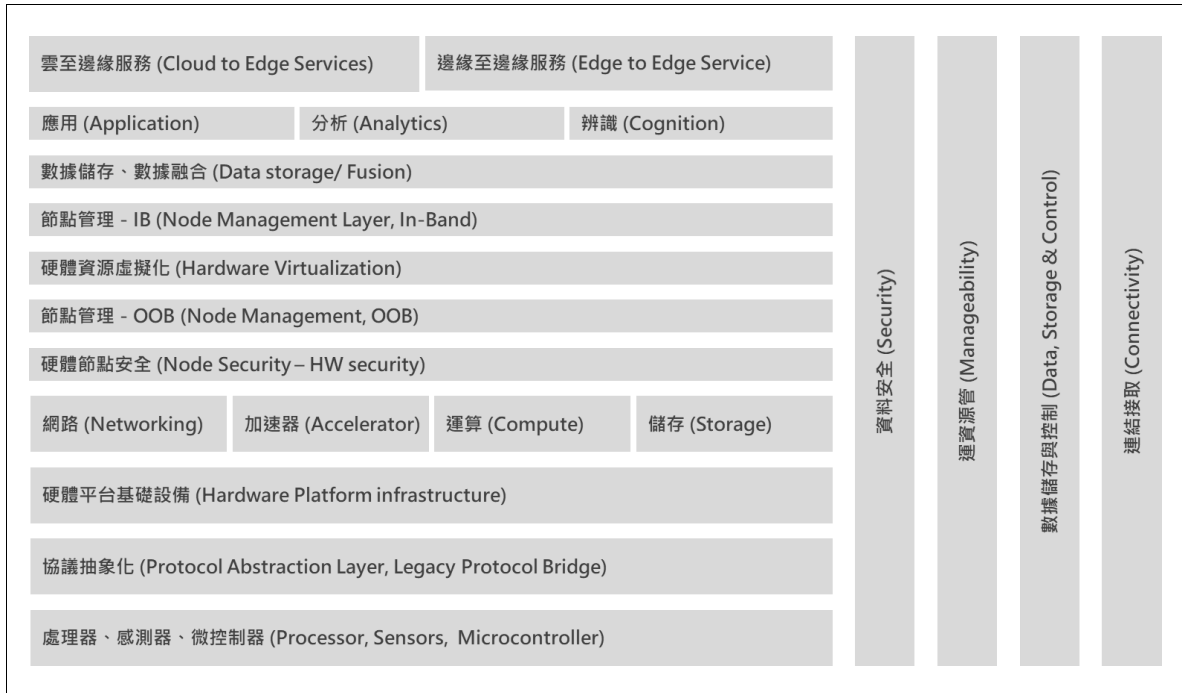 雲至邊緣服務 (Cloud to Edge Services)
邊緣至邊緣服務 (Edge to Edge Service)
應用 (Application)
分析 (Analytics)
辨識 (Cognition)
數據儲存、數據融合 (Data storage/ Fusion)
節點管理 - IB (Node Management Layer, In-Band)
硬體資源虛擬化 (Hardware Virtualization)
節點管理 - OOB (Node Management, OOB)
硬體節點安全 (Node Security – HW security)
網路 (Networking)
加速器 (Accelerator)
運算 (Compute)
儲存 (Storage)
硬體平台基礎設備 (Hardware Platform infrastructure)
協議抽象化 (Protocol Abstraction Layer, Legacy Protocol Bridge)
處理器、感測器、微控制器 (Processor, Sensors, Microcontroller)
資料安全 (Security)
運資源管 (Manageability)
數據儲存與控制 (Data, Storage & Control)
連結接取 (Connectivity)